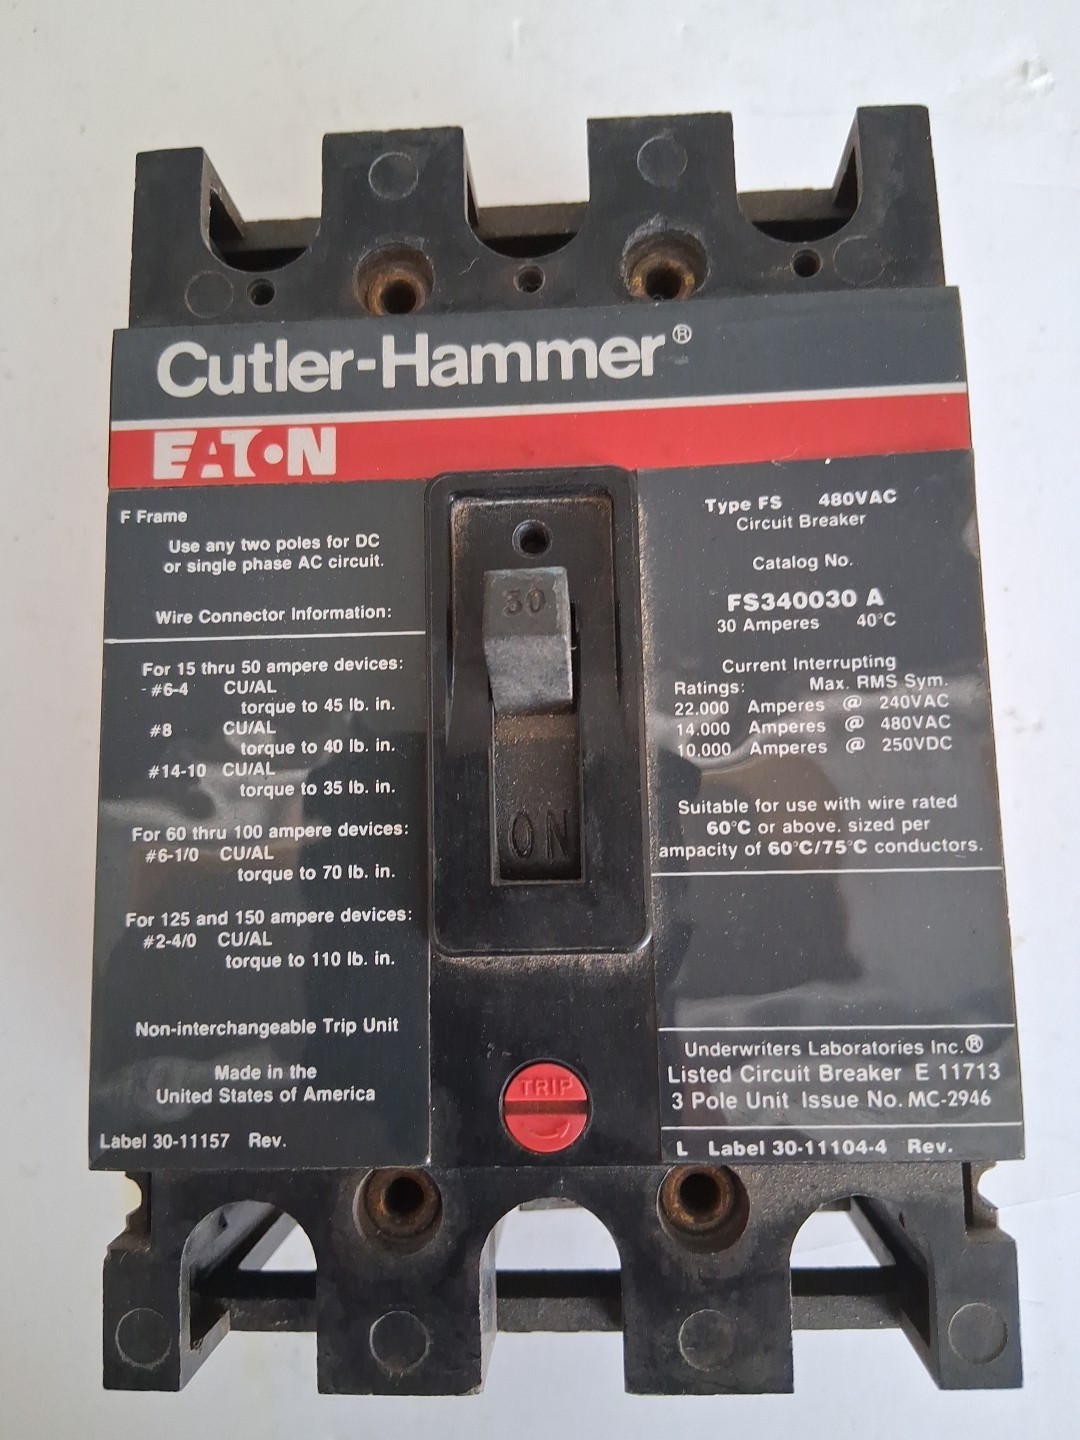 Cutler-Hammer®
EATON
F Frame
Use any two poles for DC
or single phase AC circuit.
Wire Connector Information:
For 15 thru 50 ampere devices:
#6-4 CU/AL
torque to 45 lb. in.
#8 CU/AL
torque to 40 lb. in.
#14-10 CU/AL
torque to 35 lb. in.
For 60 thru 100 ampere devices:
#6-1/0 CU/AL
torque to 70 lb. in.
For 125 and 150 ampere devices:
#2-4/0 CU/AL
torque to 110 lb. in.
Non-interchangeable Trip Unit
Made in the
United States of America
Label 30-11157 Rev.
30
ON
TRIP
Type FS 480VAC
Circuit Breaker
Catalog No.
FS340030 A
30 Amperes 40°C
Current Interrupting
Ratings: Max. RMS Sym.
22.000 Amperes @ 240VAC
14.000 Amperes @ 480VAC
10,000 Amperes @ 250VDC
Suitable for use with wire rated
60°C or above. sized per
ampacity of 60°C/75°C conductors.
Underwriters Laboratories Inc.®
Listed Circuit Breaker E 11713
3 Pole Unit Issue No. MC-2946
L Label 30-11104-4 Rev.